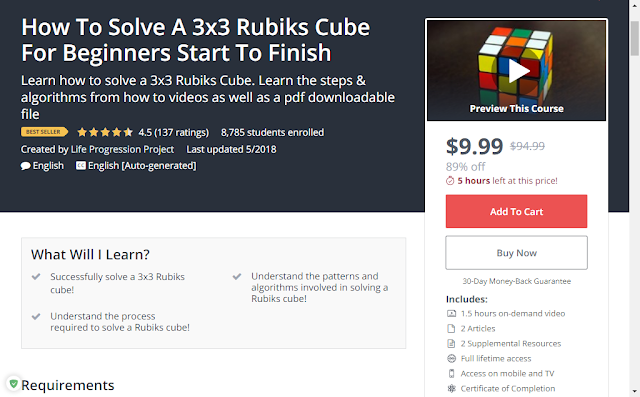 How To Solve A 3x3 Rubiks Cube
For Beginners Start To Finish
Learn how to solve a 3x3 Rubiks Cube. Learn the steps &
algorithms from how to videos as well as a pdf downloadable
file
BEST SELLER 4.5 (137 ratings) 8,785 students enrolled
Created by Life Progression Project Last updated 5/2018
English English [Auto-generated]
Preview This Course
$9.99 $94.99
89% off
5 hours left at this price!
Add To Cart
Buy Now
30-Day Money-Back Guarantee
Includes:
1.5 hours on-demand video
2 Articles
2 Supplemental Resources
Full lifetime access
Access on mobile and TV
Certificate of Completion
What Will I Learn?
Successfully solve a 3x3 Rubiks
cube!
Understand the process
required to solve a Rubiks cube!
Understand the patterns and
algorithms involved in solving a
Rubiks cube!
Requirements